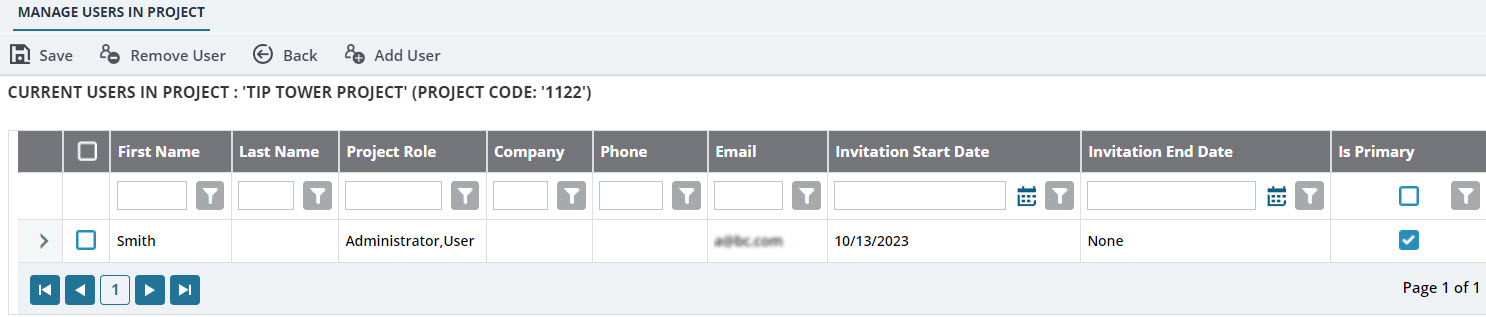 MANAGE USERS IN PROJECT
Save Remove User Back Add User
CURRENT USERS IN PROJECT : 'TIP TOWER PROJECT' (PROJECT CODE: '1122')
First Name Last Name Project Role Company Phone Email Invitation Start Date Invitation End Date Is Primary
Smith Administrator,User 10/13/2023 None
1 Page 1 of 1